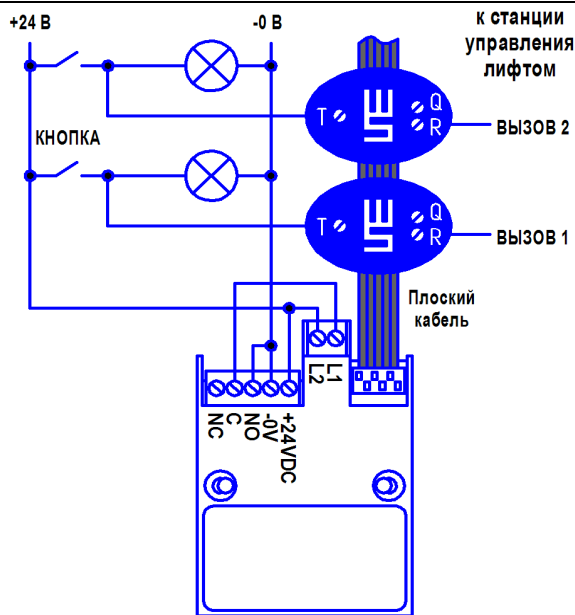 +24 В
-0 В
к станции
управления
лифтом
T
Q
R
ВЫЗОВ 2
КНОПКА
T
Q
R
ВЫЗОВ 1
Плоский
кабель
L2
L1
NC
C
NO
-0V
+24VDC